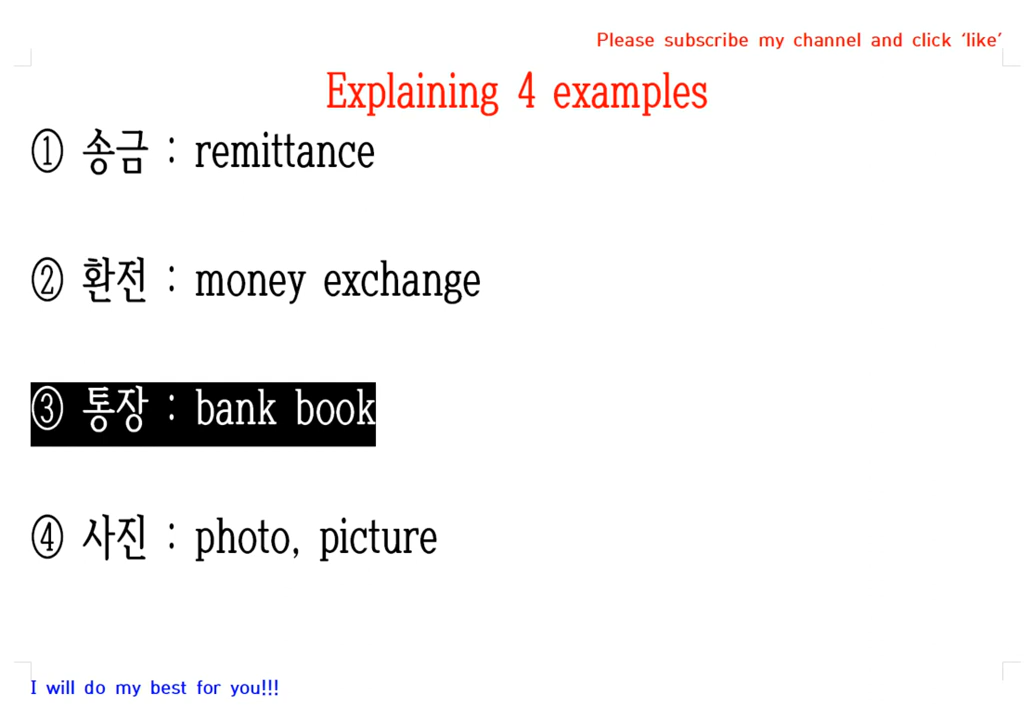 Please subscribe my channel and click ‘like’
Explaining 4 examples
① 송금 : remittance
② 환전 : money exchange
③ 통장 : bank book
④ 사진 : photo, picture
I will do my best for you!!!